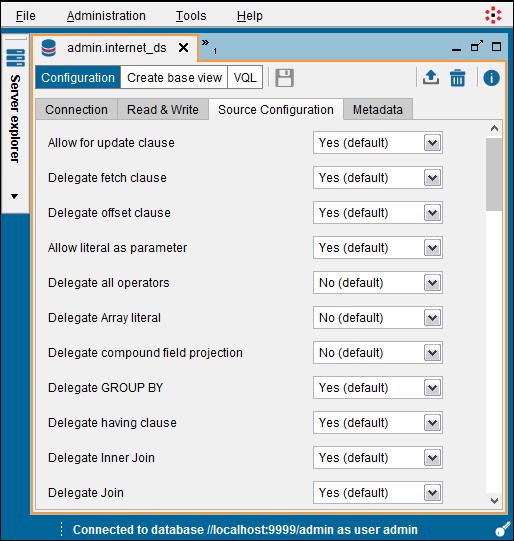 File Administration Tools Help
admin.internet_ds » 1
Server explorer
Configuration Create base view VQL
Connection Read & Write Source Configuration Metadata
Allow for update clause Yes (default)
Delegate fetch clause Yes (default)
Delegate offset clause Yes (default)
Allow literal as parameter Yes (default)
Delegate all operators No (default)
Delegate Array literal No (default)
Delegate compound field projection No (default)
Delegate GROUP BY Yes (default)
Delegate having clause Yes (default)
Delegate Inner Join Yes (default)
Delegate Join Yes (default)
Connected to database //localhost:9999/admin as user admin